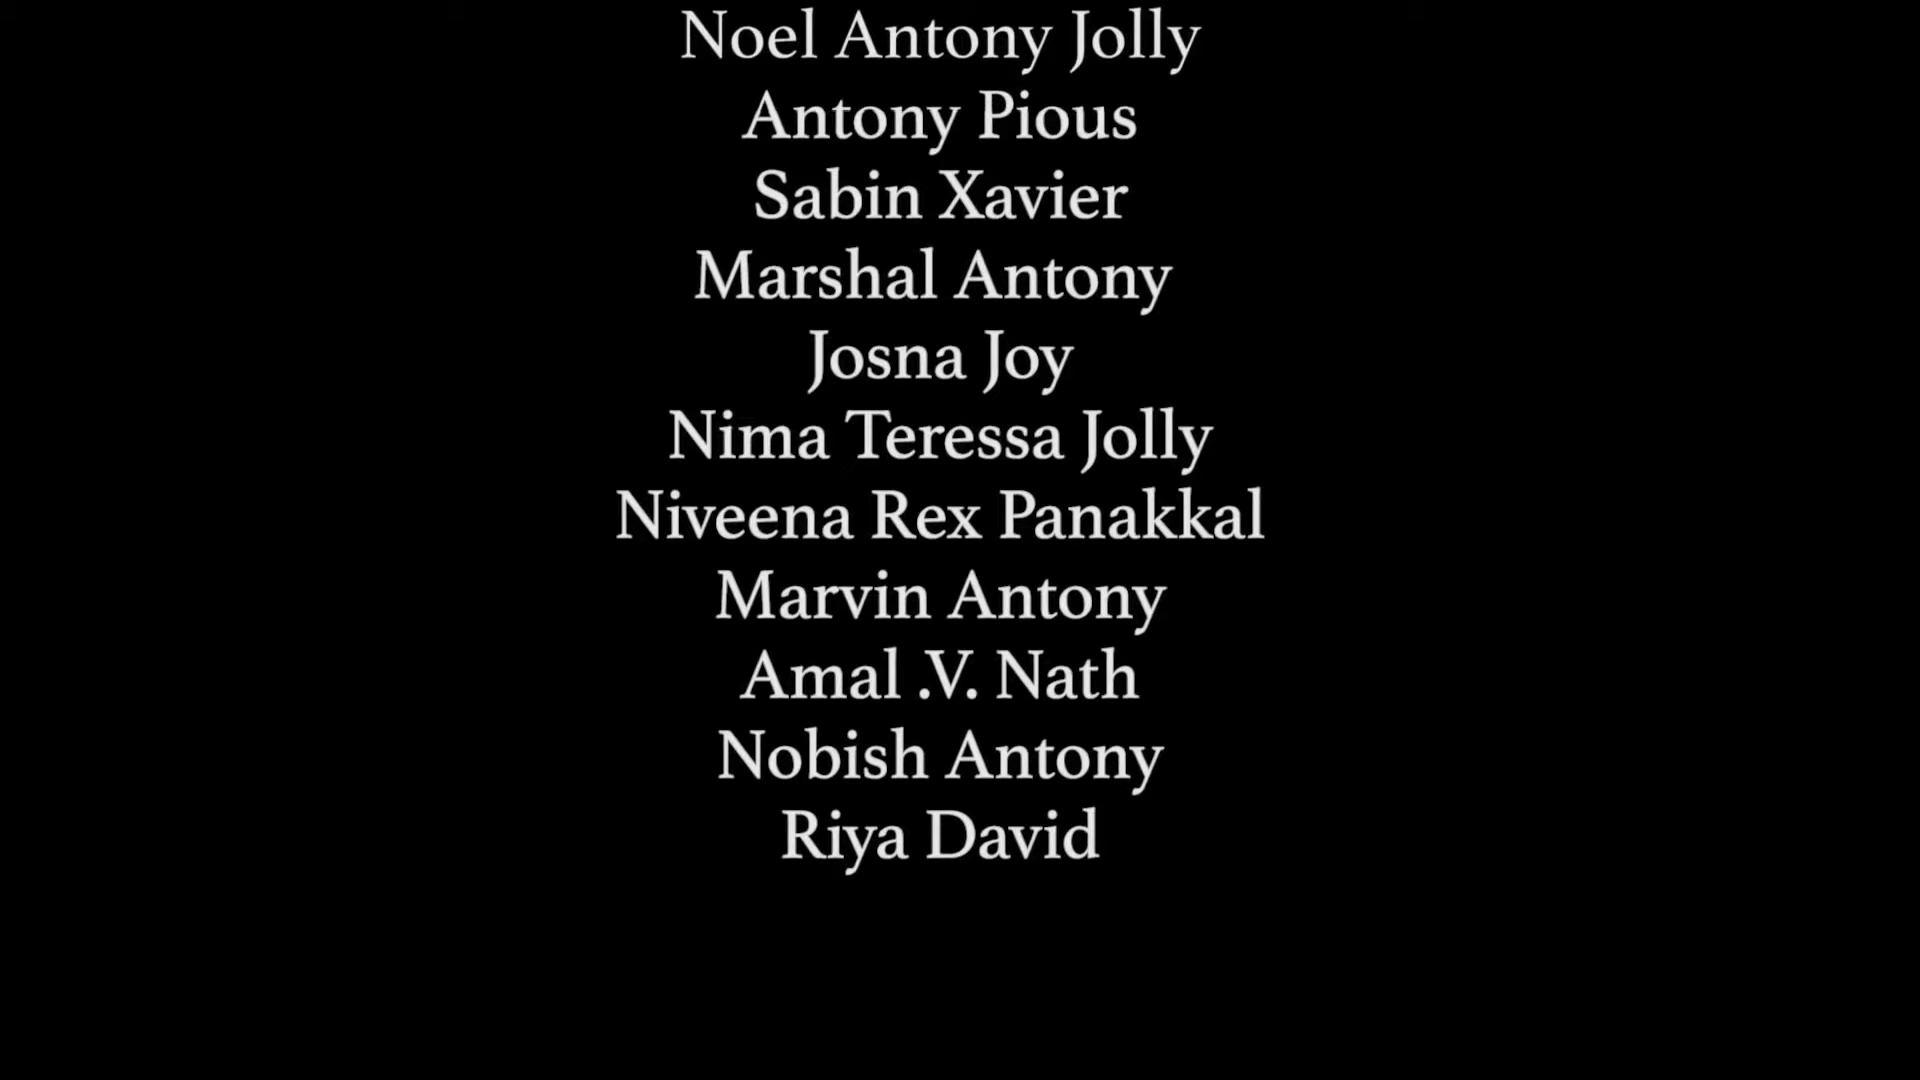 Noel Antony Jolly
Antony Pious
Sabin Xavier
Marshal Antony
Josna Joy
Nima Teressa Jolly
Niveena Rex Panakkal
Marvin Antony
Amal .V. Nath
Nobish Antony
Riya David